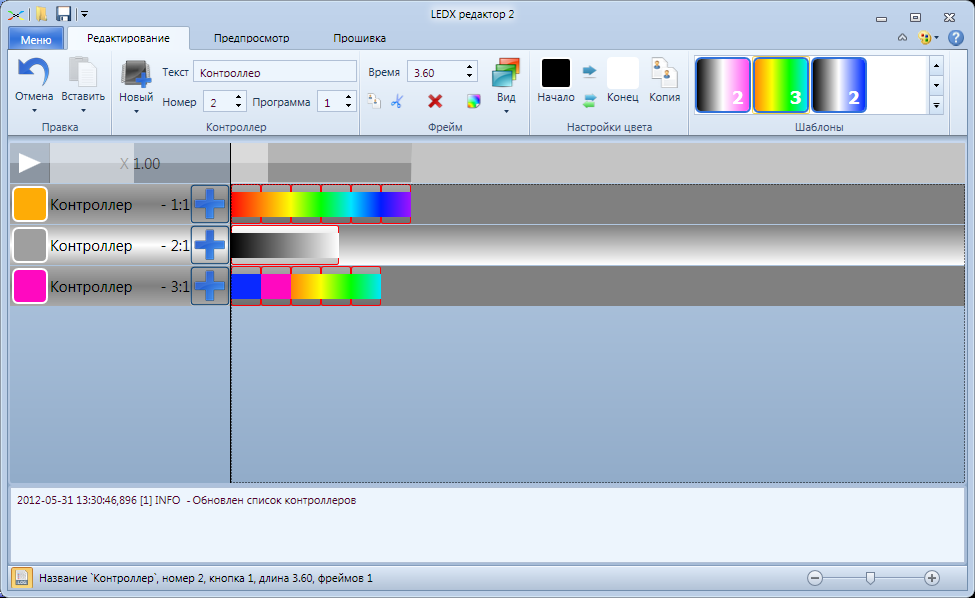 LEDX редактор 2
Меню Редактирование Предпросмотр Прошивка
Отмена Вставить Новый Текст Контроллер Время 3.60 Вид Начало Конец Копия 2 3 2
Номер 2 Программа 1
Правка Контроллер Фрейм Настройки цвета Шаблоны
X 1.00
Контроллер - 1:1
Контроллер - 2:1
Контроллер - 3:1
2012-05-31 13:30:46,896 [1] INFO - Обновлен список контроллеров
LOG Название `Контроллер`, номер 2, кнопка 1, длина 3.60, фреймов 1